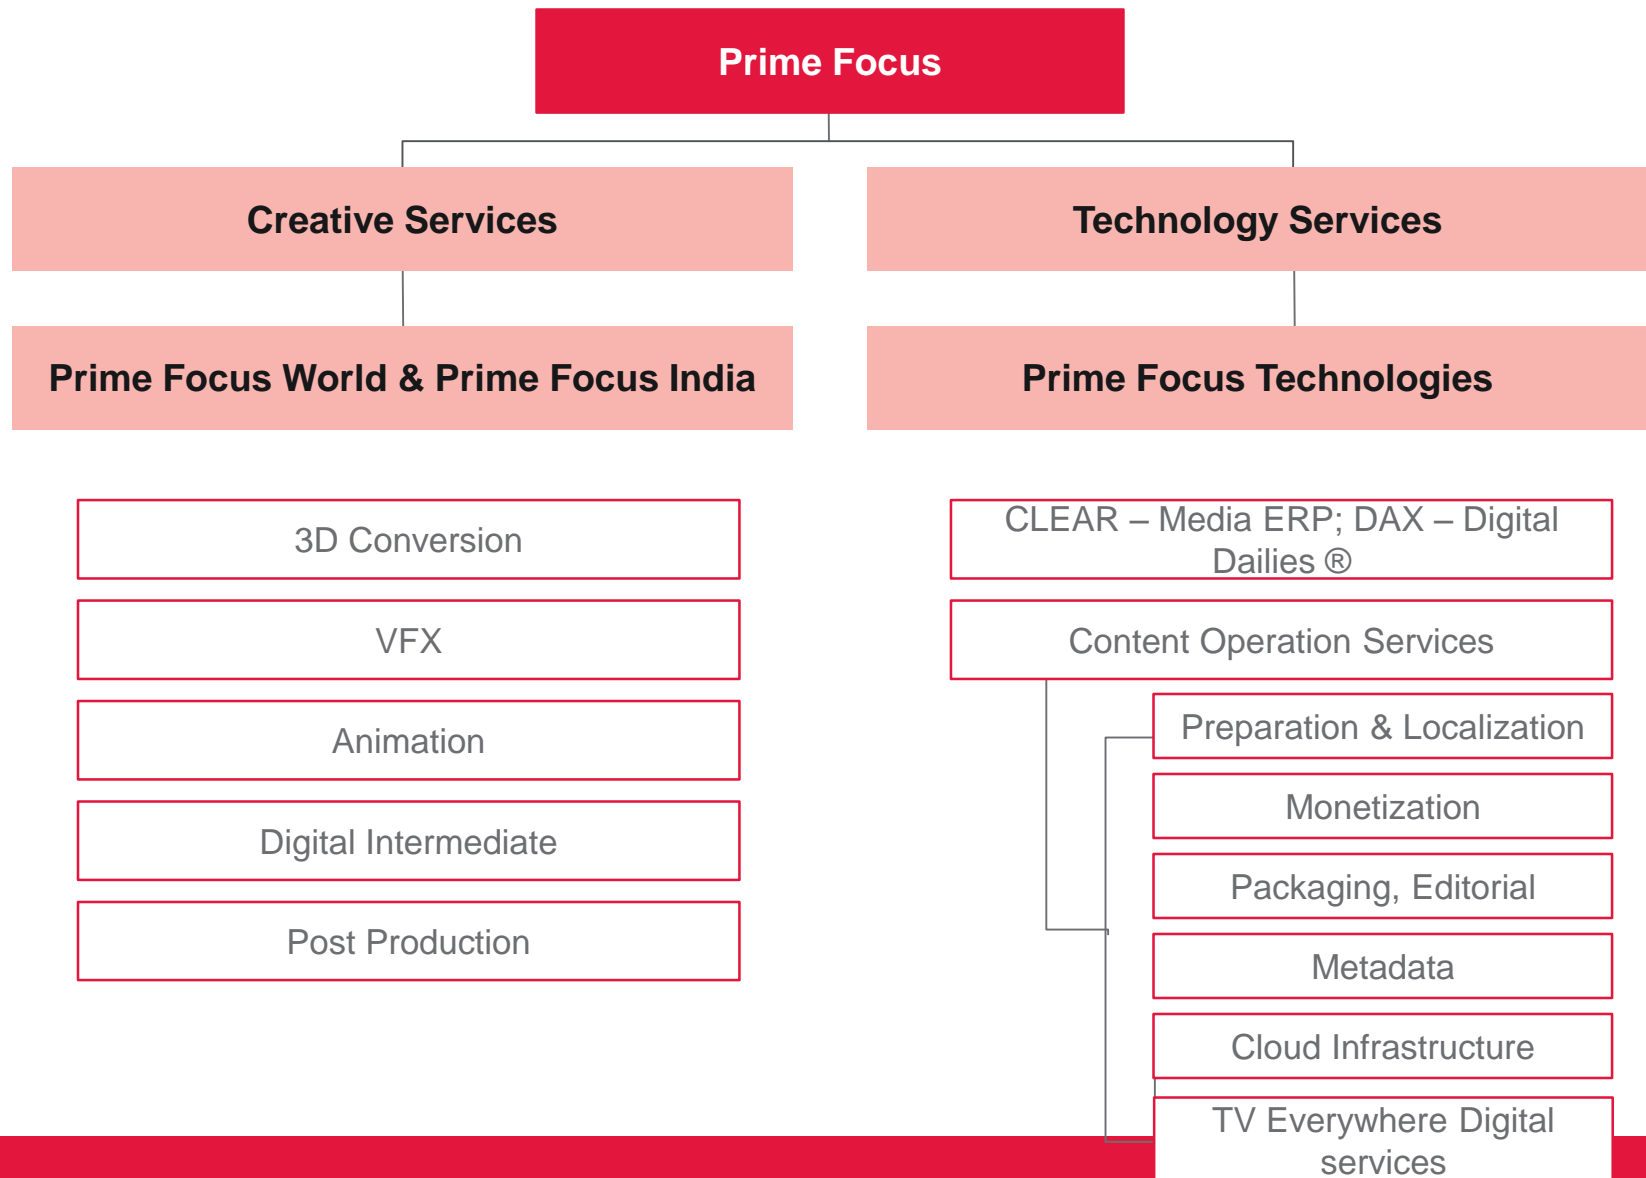 Prime Focus
Creative Services
Technology Services
Prime Focus World & Prime Focus India
Prime Focus Technologies
3D Conversion
VFX
Animation
Digital Intermediate
Post Production
CLEAR – Media ERP; DAX – Digital
Dailies ®
Content Operation Services
Preparation & Localization
Monetization
Packaging, Editorial
Metadata
Cloud Infrastructure
TV Everywhere Digital
services